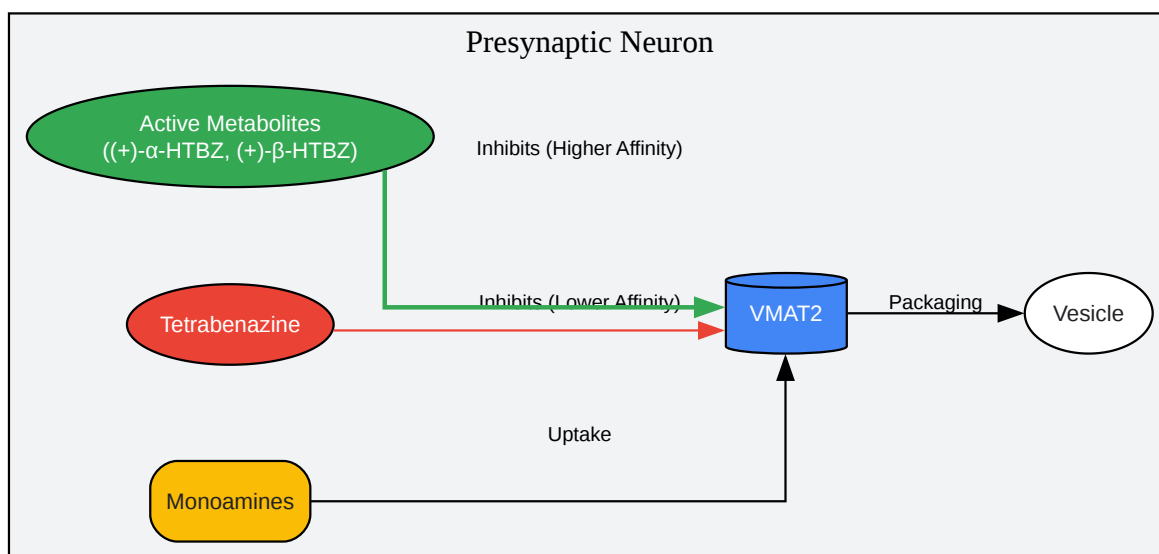 Presynaptic Neuron
Active Metabolites
((+)-α-HTBZ, (+)-β-HTBZ)
Inhibits (Higher Affinity)
Inhibits (Lower Affinity)
Tetrabenazine
VMAT2
Packaging
Vesicle
Uptake
Monoamines